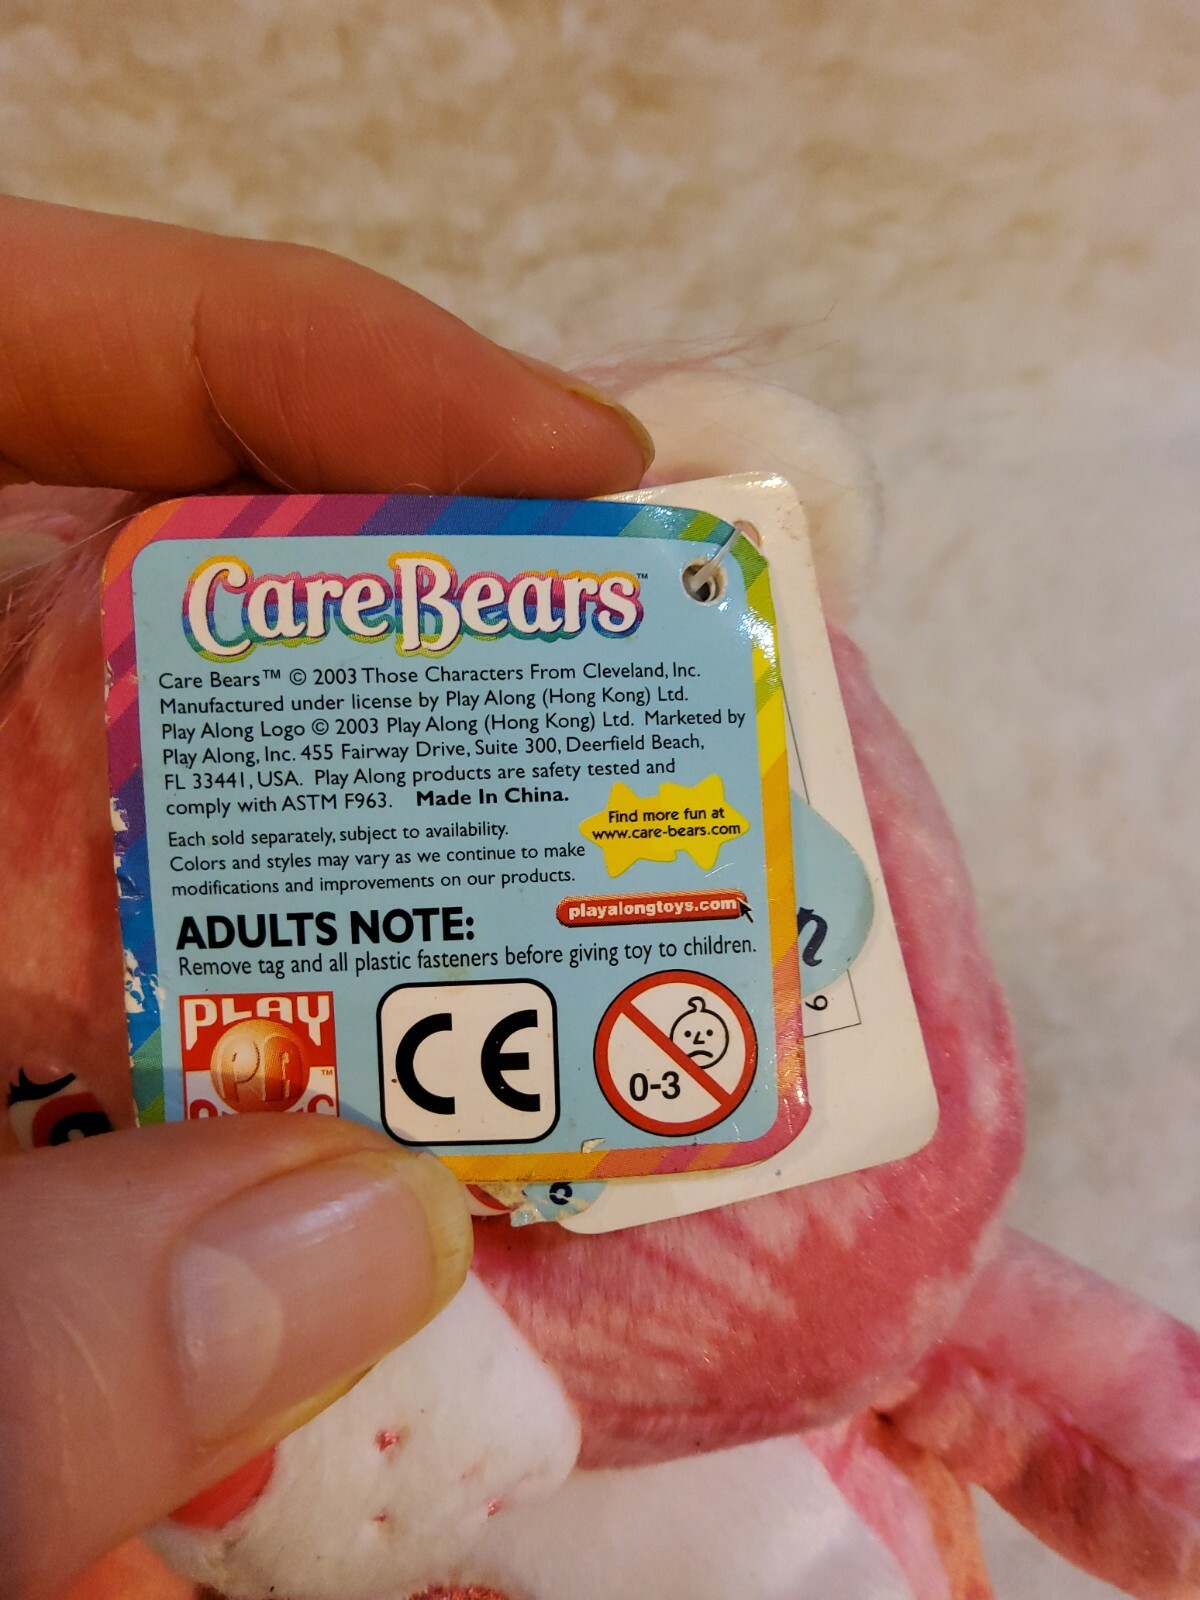 Care Bears™
Care Bears™ © 2003 Those Characters From Cleveland, Inc.
Manufactured under license by Play Along (Hong Kong) Ltd.
Play Along Logo © 2003 Play Along (Hong Kong) Ltd. Marketed by
Play Along, Inc. 455 Fairway Drive, Suite 300, Deerfield Beach,
FL 33441, USA. Play Along products are safety tested and
comply with ASTM F963. Made In China.
Find more fun at
www.care-bears.com
Each sold separately, subject to availability.
Colors and styles may vary as we continue to make
modifications and improvements on our products.
playalongtoys.com
ADULTS NOTE:
Remove tag and all plastic fasteners before giving toy to children.
PLAY
™
CE
0-3